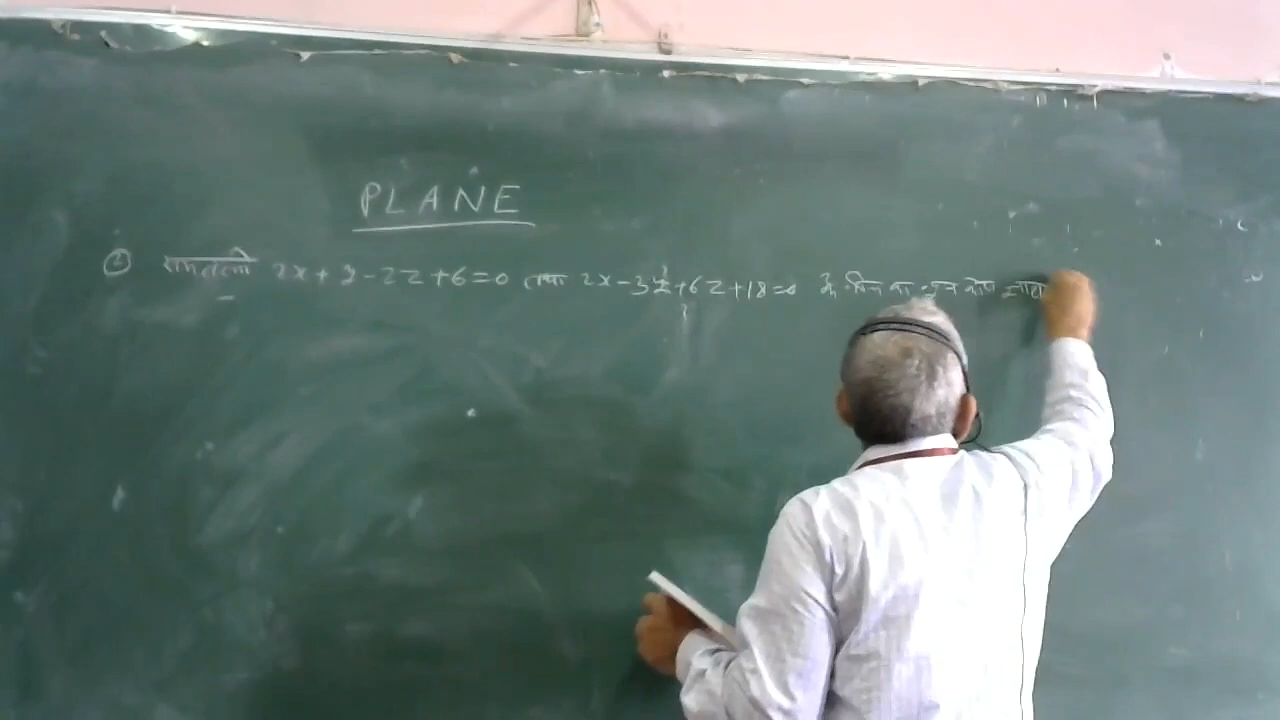 PLANE
② समतलों 2x+y-2z+6=0 तथा 2x-3y+6z+18=0 के बिच का न्यून कोण ज्ञात